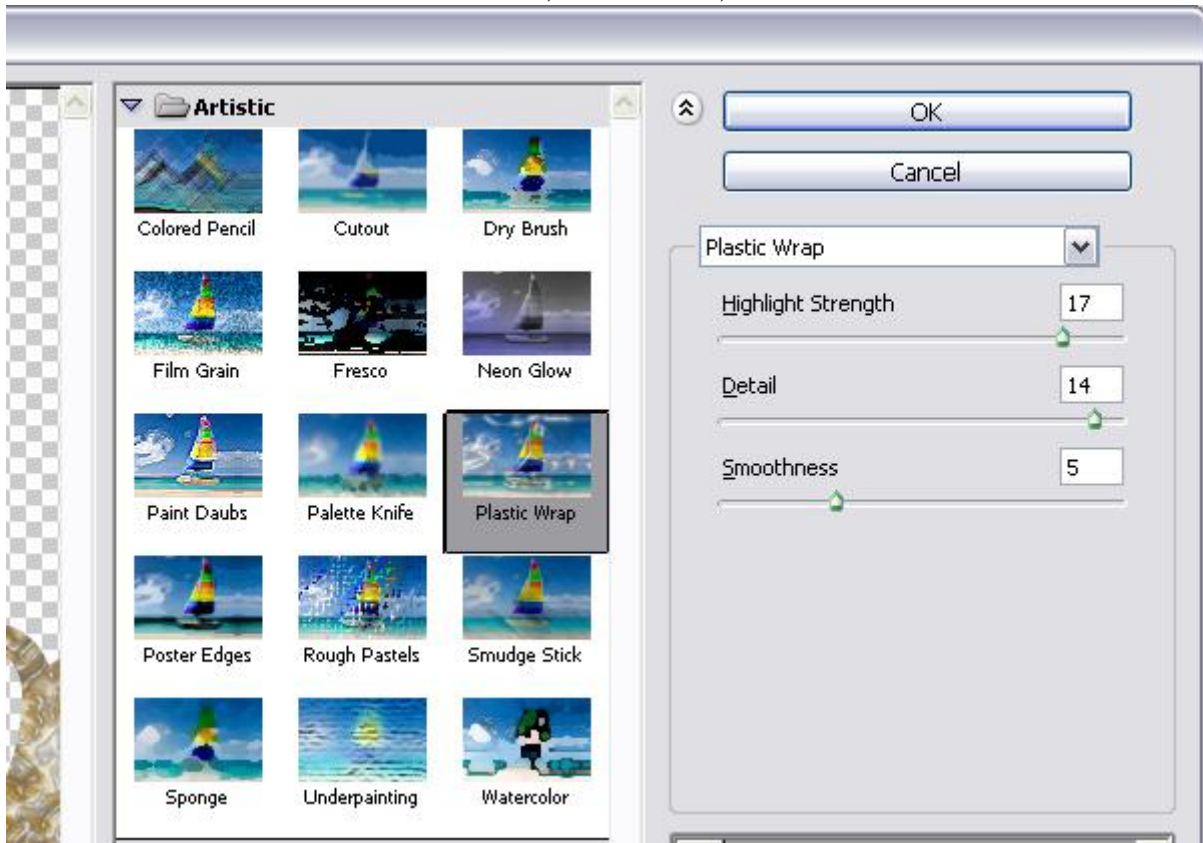 Artistic
Colored Pencil
Cutout
Dry Brush
Film Grain
Fresco
Neon Glow
Paint Daubs
Palette Knife
Plastic Wrap
Poster Edges
Rough Pastels
Smudge Stick
Sponge
Underpainting
Watercolor
OK
Cancel
Plastic Wrap
Highlight Strength 17
Detail 14
Smoothness 5